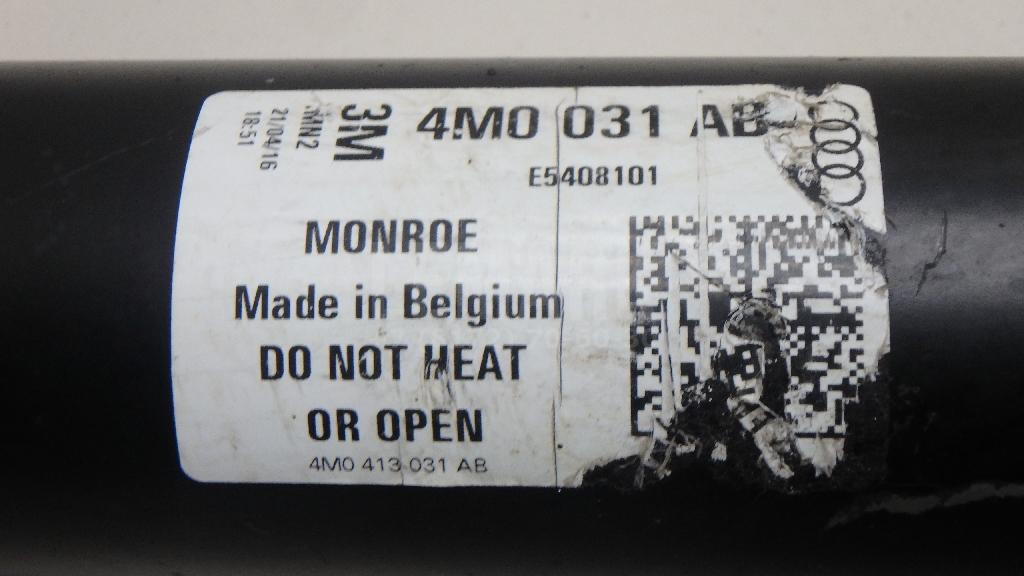 3M
MN2
21/04/16
18:51
4M0 031 AB
E5408101
MONROE
Made in Belgium
DO NOT HEAT
OR OPEN
4M0 413 031 AB